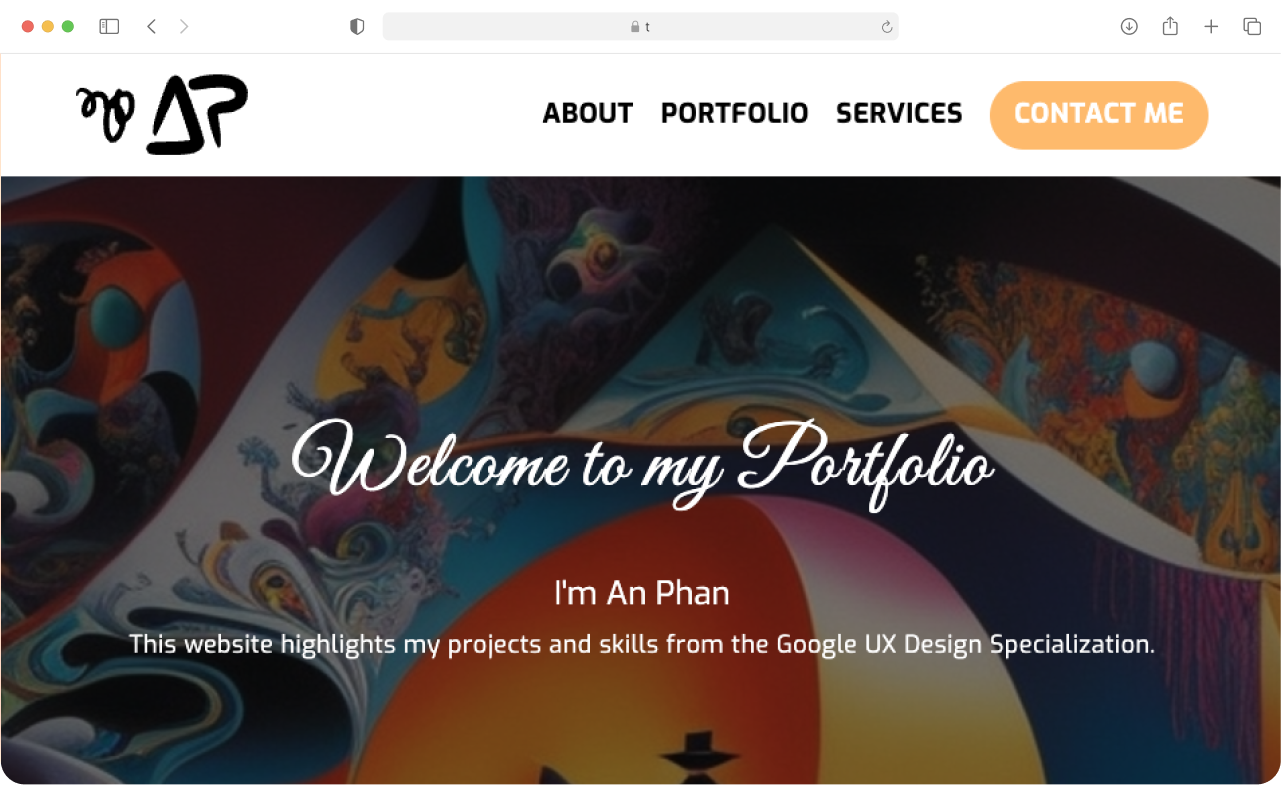 t
AP
ABOUT PORTFOLIO SERVICES CONTACT ME
Welcome to my Portfolio
I'm An Phan
This website highlights my projects and skills from the Google UX Design Specialization.